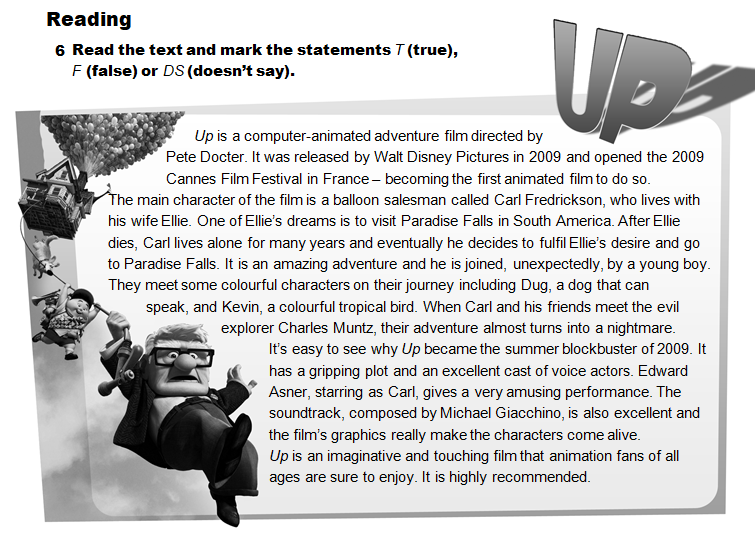 Reading
6 Read the text and mark the statements T (true),
F (false) or DS (doesn't say).
UP
Up is a computer-animated adventure film directed by
Pete Docter. It was released by Walt Disney Pictures in 2009 and opened the 2009
Cannes Film Festival in France – becoming the first animated film to do so.
The main character of the film is a balloon salesman called Carl Fredrickson, who lives with
his wife Ellie. One of Ellie's dreams is to visit Paradise Falls in South America. After Ellie
dies, Carl lives alone for many years and eventually he decides to fulfil Ellie's desire and go
to Paradise Falls. It is an amazing adventure and he is joined, unexpectedly, by a young boy.
They meet some colourful characters on their journey including Dug, a dog that can
speak, and Kevin, a colourful tropical bird. When Carl and his friends meet the evil
explorer Charles Muntz, their adventure almost turns into a nightmare.
It's easy to see why Up became the summer blockbuster of 2009. It
has a gripping plot and an excellent cast of voice actors. Edward
Asner, starring as Carl, gives a very amusing performance. The
soundtrack, composed by Michael Giacchino, is also excellent and
the film's graphics really make the characters come alive.
Up is an imaginative and touching film that animation fans of all
ages are sure to enjoy. It is highly recommended.